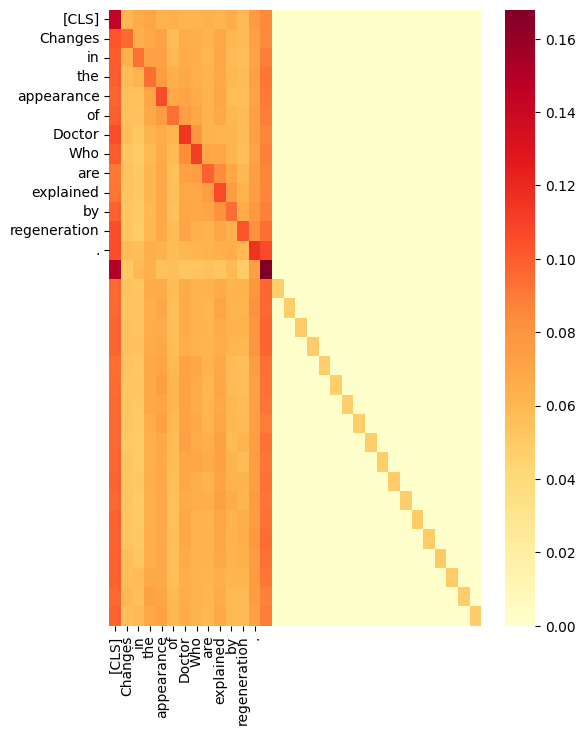 [CLS]
Changes
in
the
appearance
of
Doctor
Who
are
explained
by
regeneration
.
[CLS]
Changes
in
the
appearance
of
Doctor
Who
are
explained
by
regeneration
.
0.16
0.14
0.12
0.10
0.08
0.06
0.04
0.02
0.00